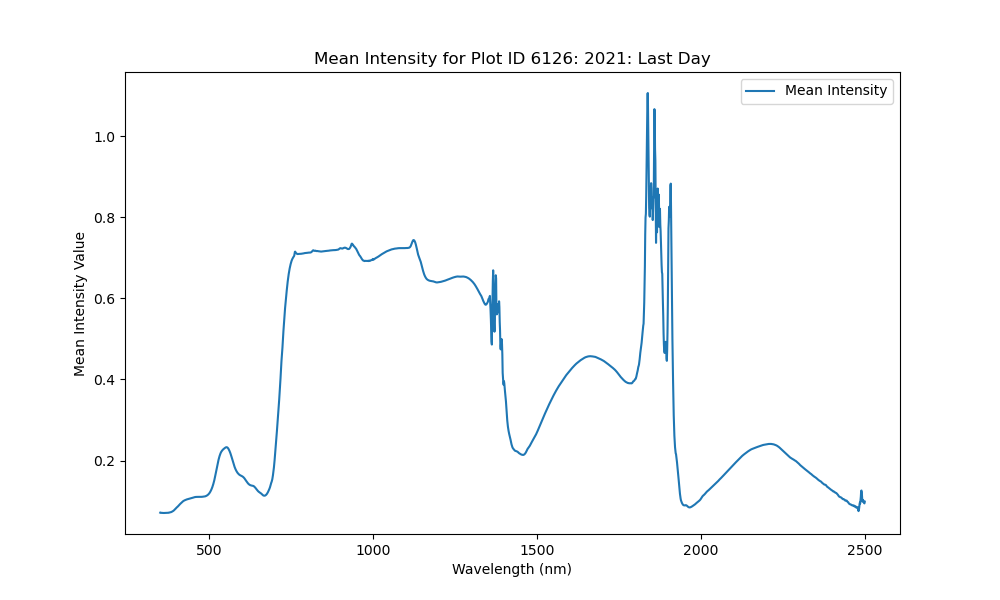 Mean Intensity for Plot ID 6126: 2021: Last Day
Mean Intensity
1.0
0.8
0.6
0.4
0.2
Mean Intensity Value
500
1000
1500
2000
2500
Wavelength (nm)